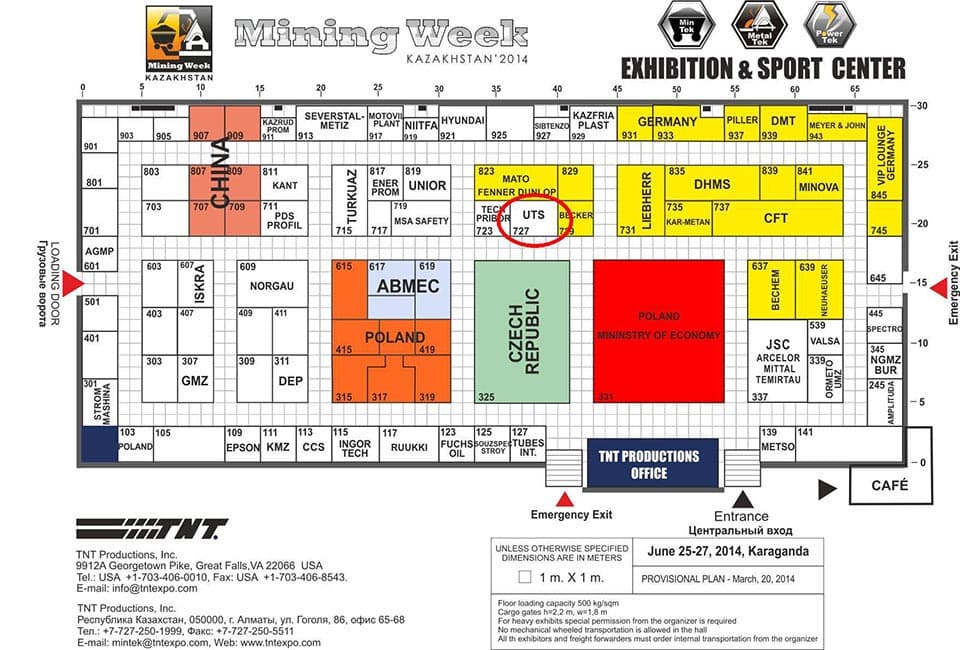 Mining Week
KAZAKHSTAN
Mining Week
KAZAKHSTAN'2014
Min
Tek
Metal
Tek
Power
Tek
EXHIBITION & SPORT CENTER
0 5 10 15 20 25 30 35 40 45 50 55 60 65
30
25
20
15
10
5
0
901
903
905
907
909
CHINA
KAZRUD
PROM
911
SEVERSTAL-
METIZ
913
MOTOVIL
PLANT
917
NIITFA
919
HYUNDAI
921
925
SIBTENZO
927
KAZFRIA
PLAST
929
GERMANY
931
933
PILLER
937
DMT
939
MEYER & JOHN
943
VIP LOUNGE
GERMANY
845
801
803
807
809
811
KANT
TURKUAZ
715
817
ENER
PROM
819
UNIOR
823
MATO
FENNER DUNLOP
829
LIEBHERR
731
835
DHMS
839
841
MINOVA
701
703
707
709
711
PDS
PROFIL
717
719
MSA SAFETY
TECH
PRIBOR
723
UTS
727
BECKER
729
735
KAR-METAN
737
CFT
745
AGMP
601
603
607
ISKRA
609
NORGAU
615
617
619
ABMEC
CZECH
REPUBLIC
325
POLAND
MININSTRY OF ECONOMY
331
637
BECHEM
639
NEUHAEUSER
645
501
401
403
407
409
411
POLAND
415
419
JSC
ARCELOR
MITTAL
TEMIRTAU
337
539
VALSA
339
ORMETO
UMZ
445
SPECTRO
345
NGMZ
BUR
245
AMPLITUDA
301
STROM
MASHINA
303
307
GMZ
309
311
DEP
315
317
319
103
POLAND
105
109
EPSON
111
KMZ
113
CCS
115
INGOR
TECH
117
RUUKKI
123
FUCHS
OIL
125
SOUZSPEC
STROY
127
TUBES
INT.
TNT PRODUCTIONS
OFFICE
139
METSO
141
CAFÉ
LOADING DOOR
Грузовые ворота
Emergency Exit
Emergency Exit
Entrance
Центральный вход
TNT.
TNT Productions, Inc.
9912A Georgetown Pike, Great Falls,VA 22066 USA
Tel.: USA +1-703-406-0010, Fax: USA +1-703-406-8543.
E-mail: info@tntexpo.com
TNT Productions, Inc.
Республика Казахстан, 050000, г. Алматы, ул. Гоголя, 86, офис 65-68
Тел.: +7-727-250-1999, Факс: +7-727-250-5511
E-mail: mintek@tntexpo.com, Web: www.tntexpo.com
UNLESS OTHERWISE SPECIFIED
DIMENSIONS ARE IN METERS
1 m. X 1 m.
June 25-27, 2014, Karaganda
PROVISIONAL PLAN - March, 20, 2014
Floor loading capacity 500 kg/sqm
Cargo gates h=2,2 m, w=1,8 m
For heavy exhibits special permission from the organizer is required
No mechanical wheeled transportation is allowed in the hall
All th exhibitors and freight forwarders must order internal transportation from the organizer